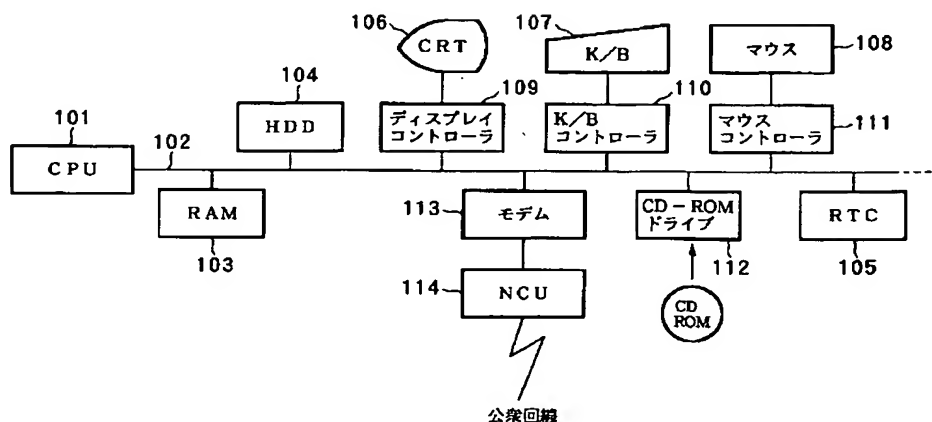 106
CRT
107
K/B
マウス
108
104
HDD
109
ディスプレイ
コントローラ
110
K/B
コントローラ
マウス
コントローラ
111
101
CPU
102
RAM
103
113
モデム
CD-ROM
ドライブ
112
RTC
105
114
NCU
CD
ROM
公衆回線